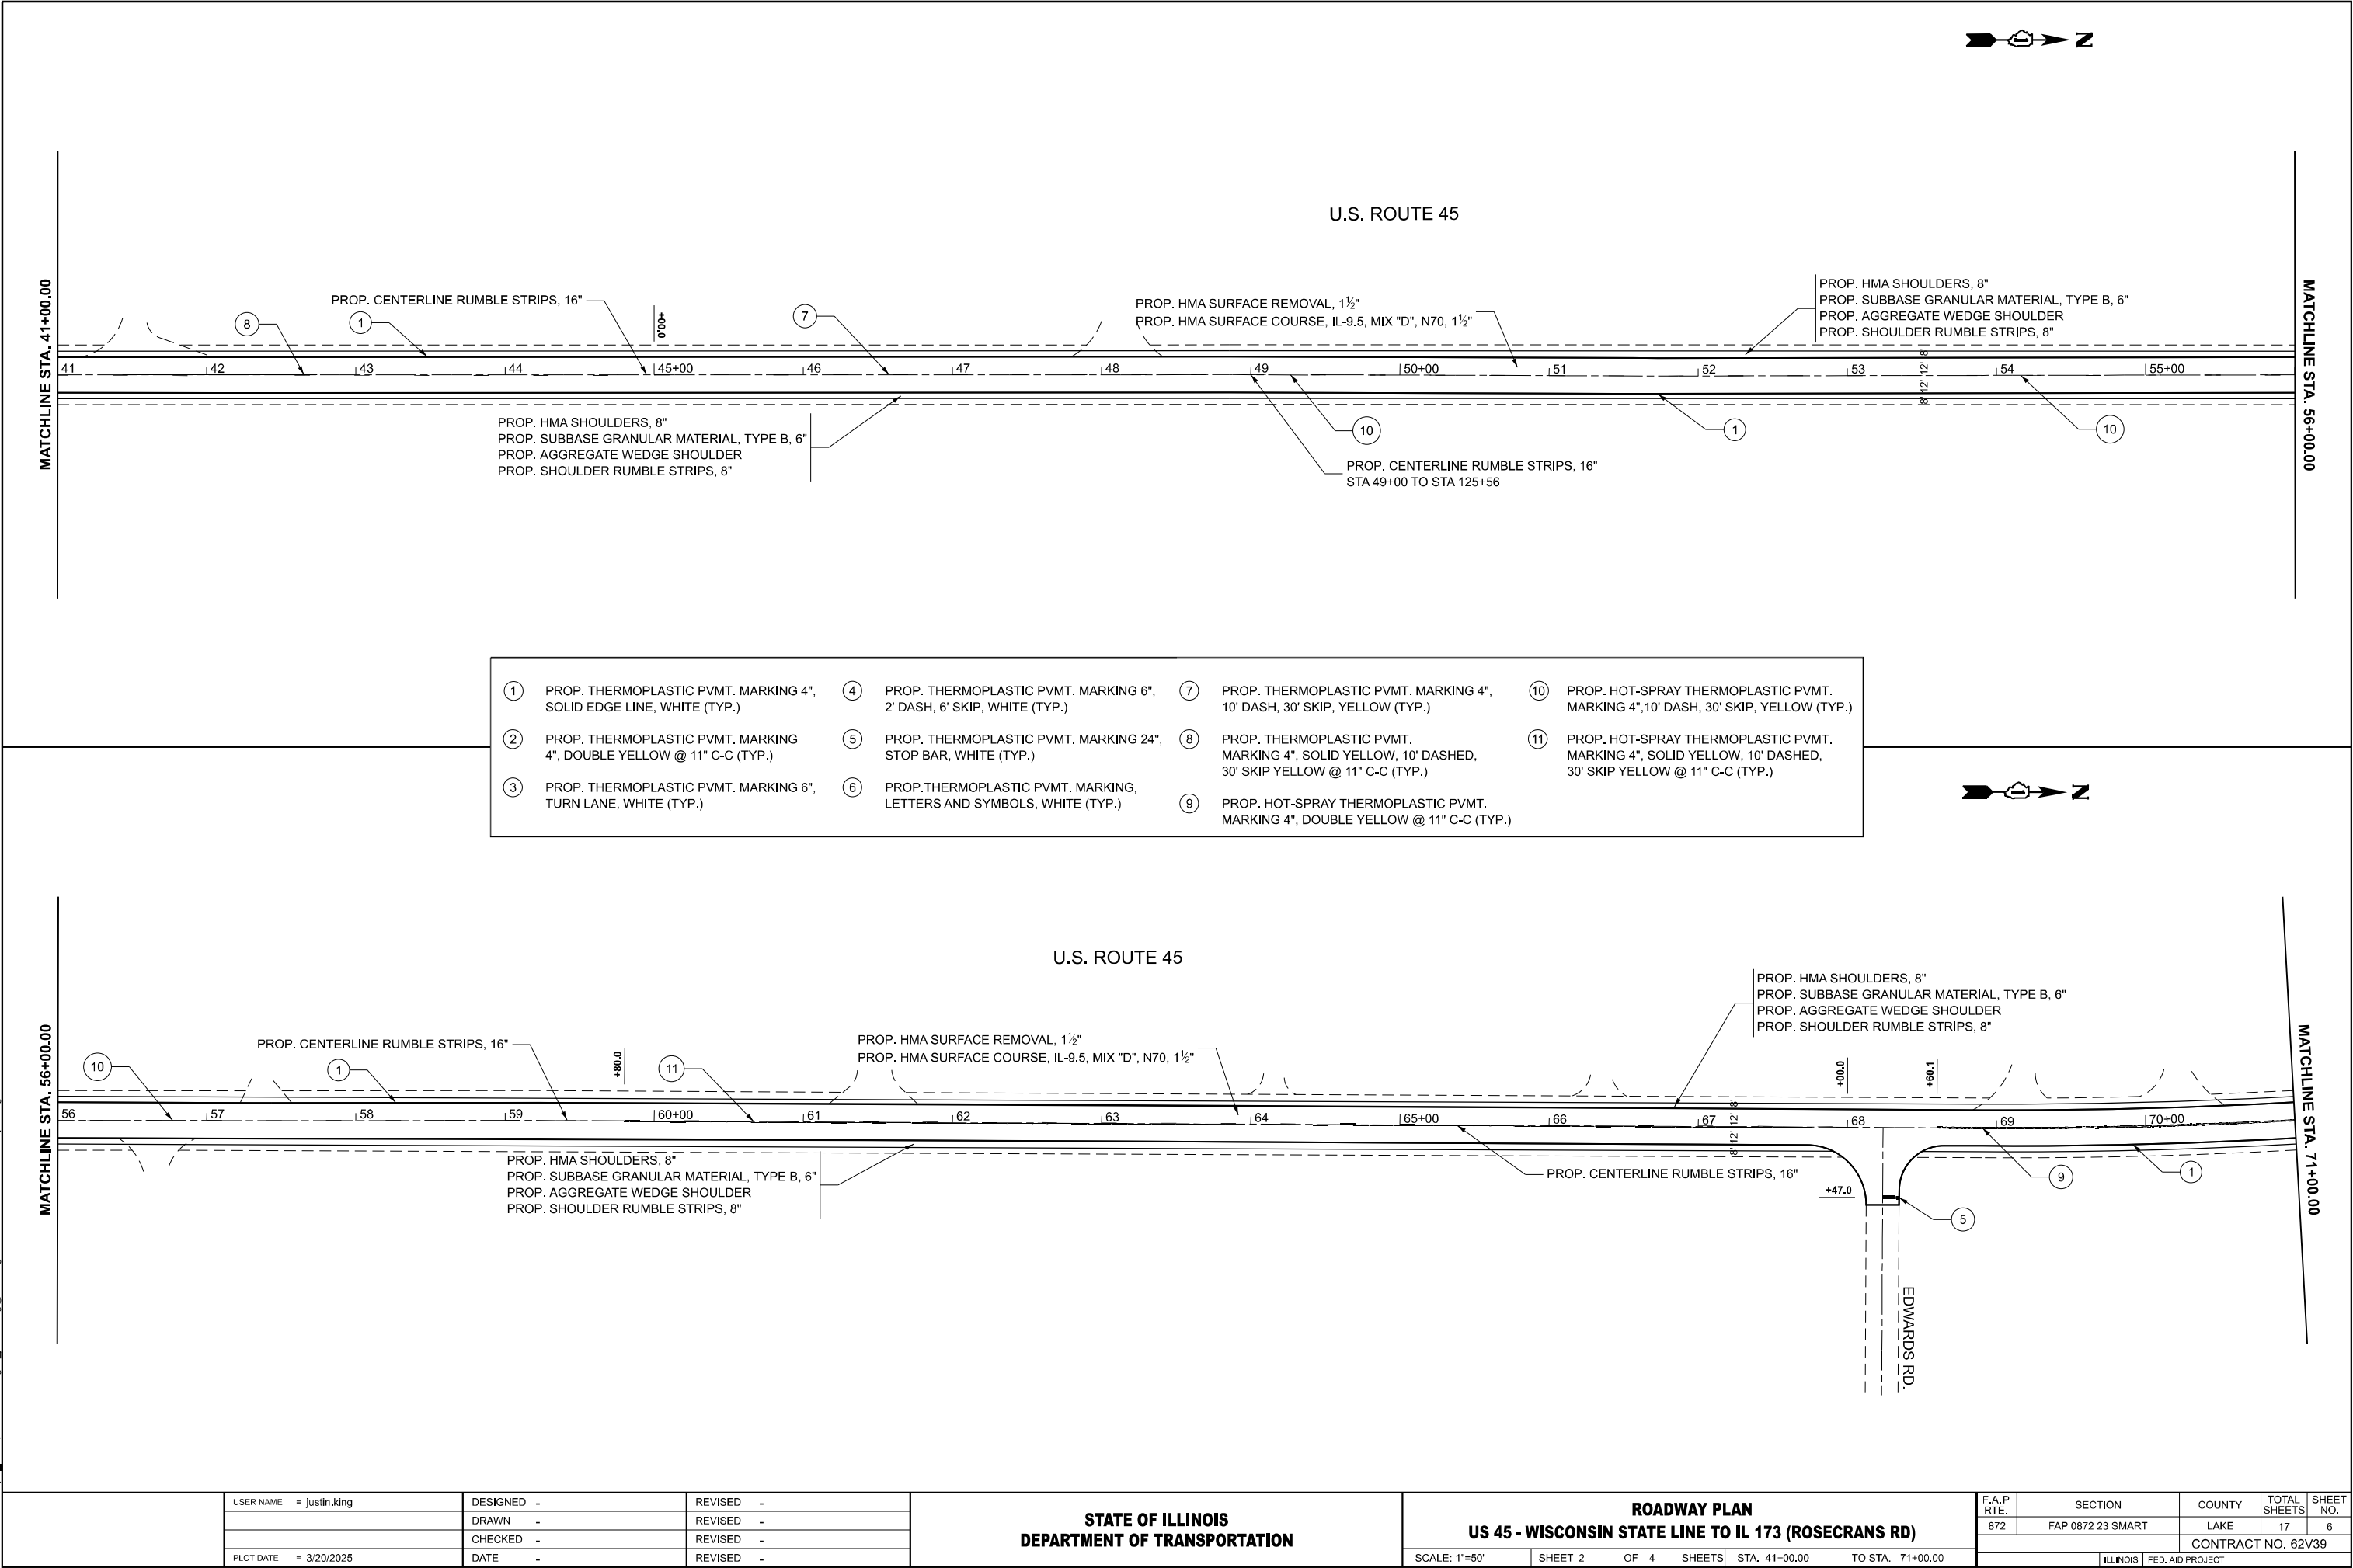 N
U.S. ROUTE 45
MATCHLINE STA. 41+00.00
MATCHLINE STA. 56+00.00
PROP. CENTERLINE RUMBLE STRIPS, 16"
8
1
+00.0
7
PROP. HMA SURFACE REMOVAL, 1½"
PROP. HMA SURFACE COURSE, IL-9.5, MIX "D", N70, 1½"
PROP. HMA SHOULDERS, 8"
PROP. SUBBASE GRANULAR MATERIAL, TYPE B, 6"
PROP. AGGREGATE WEDGE SHOULDER
PROP. SHOULDER RUMBLE STRIPS, 8"
41 42 43 44 45+00 46 47 48 49 50+00 51 52 53 54 55+00
8' 12' 12' 8'
PROP. HMA SHOULDERS, 8"
PROP. SUBBASE GRANULAR MATERIAL, TYPE B, 6"
PROP. AGGREGATE WEDGE SHOULDER
PROP. SHOULDER RUMBLE STRIPS, 8"
10
1
10
PROP. CENTERLINE RUMBLE STRIPS, 16"
STA 49+00 TO STA 125+56
1 PROP. THERMOPLASTIC PVMT. MARKING 4",
SOLID EDGE LINE, WHITE (TYP.)
2 PROP. THERMOPLASTIC PVMT. MARKING
4", DOUBLE YELLOW @ 11" C-C (TYP.)
3 PROP. THERMOPLASTIC PVMT. MARKING 6",
TURN LANE, WHITE (TYP.)
4 PROP. THERMOPLASTIC PVMT. MARKING 6",
2' DASH, 6' SKIP, WHITE (TYP.)
5 PROP. THERMOPLASTIC PVMT. MARKING 24",
STOP BAR, WHITE (TYP.)
6 PROP.THERMOPLASTIC PVMT. MARKING,
LETTERS AND SYMBOLS, WHITE (TYP.)
7 PROP. THERMOPLASTIC PVMT. MARKING 4",
10' DASH, 30' SKIP, YELLOW (TYP.)
8 PROP. THERMOPLASTIC PVMT.
MARKING 4", SOLID YELLOW, 10' DASHED,
30' SKIP YELLOW @ 11" C-C (TYP.)
9 PROP. HOT-SPRAY THERMOPLASTIC PVMT.
MARKING 4", DOUBLE YELLOW @ 11" C-C (TYP.)
10 PROP. HOT-SPRAY THERMOPLASTIC PVMT.
MARKING 4",10' DASH, 30' SKIP, YELLOW (TYP.)
11 PROP. HOT-SPRAY THERMOPLASTIC PVMT.
MARKING 4", SOLID YELLOW, 10' DASHED,
30' SKIP YELLOW @ 11" C-C (TYP.)
N
U.S. ROUTE 45
MATCHLINE STA. 56+00.00
MATCHLINE STA. 71+00.00
10
PROP. CENTERLINE RUMBLE STRIPS, 16"
1
+80.0
11
PROP. HMA SURFACE REMOVAL, 1½"
PROP. HMA SURFACE COURSE, IL-9.5, MIX "D", N70, 1½"
PROP. HMA SHOULDERS, 8"
PROP. SUBBASE GRANULAR MATERIAL, TYPE B, 6"
PROP. AGGREGATE WEDGE SHOULDER
PROP. SHOULDER RUMBLE STRIPS, 8"
+00.0
+60.1
56 57 58 59 60+00 61 62 63 64 65+00 66 67 68 69 70+00
8' 12' 12' 8'
PROP. HMA SHOULDERS, 8"
PROP. SUBBASE GRANULAR MATERIAL, TYPE B, 6"
PROP. AGGREGATE WEDGE SHOULDER
PROP. SHOULDER RUMBLE STRIPS, 8"
PROP. CENTERLINE RUMBLE STRIPS, 16"
+47.0
9
1
5
EDWARDS RD.
USER NAME = justin.king
PLOT DATE = 3/20/2025
DESIGNED -
DRAWN -
CHECKED -
DATE -
REVISED -
REVISED -
REVISED -
REVISED -
STATE OF ILLINOIS
DEPARTMENT OF TRANSPORTATION
ROADWAY PLAN
US 45 - WISCONSIN STATE LINE TO IL 173 (ROSECRANS RD)
SCALE: 1"=50' SHEET 2 OF 4 SHEETS STA. 41+00.00 TO STA. 71+00.00
F.A.P RTE. SECTION COUNTY TOTAL SHEETS SHEET NO.
872 FAP 0872 23 SMART LAKE 17 6
CONTRACT NO. 62V39
ILLINOIS FED. AID PROJECT